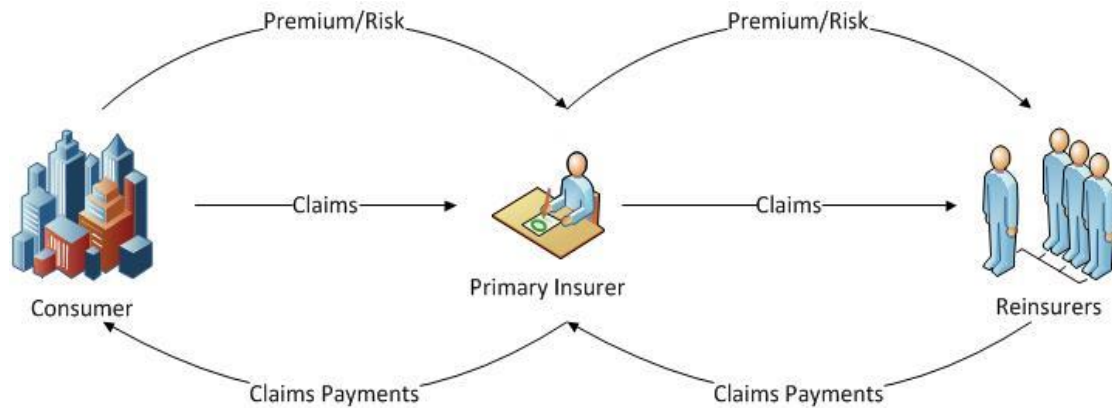 Premium/Risk
Premium/Risk
Claims
Claims
Consumer
Primary Insurer
Reinsurers
Claims Payments
Claims Payments